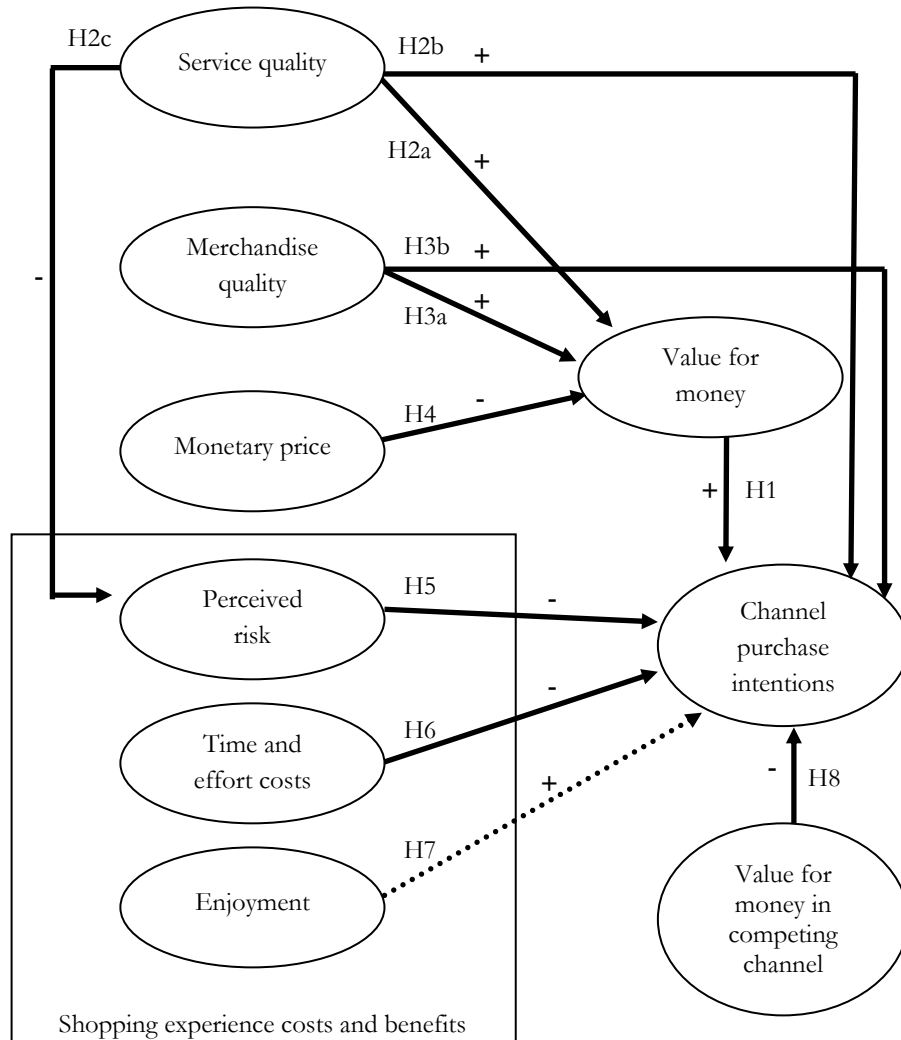 H2c
Service quality
H2b
+
H2a
+
-
Merchandise
quality
H3b
+
+
H3a
Value for
money
-
H4
Monetary price
+
H1
Perceived
risk
H5
-
Channel
purchase
intentions
-
Time and
effort costs
H6
+
-
H8
H7
Enjoyment
Value for
money in
competing
channel
Shopping experience costs and benefits